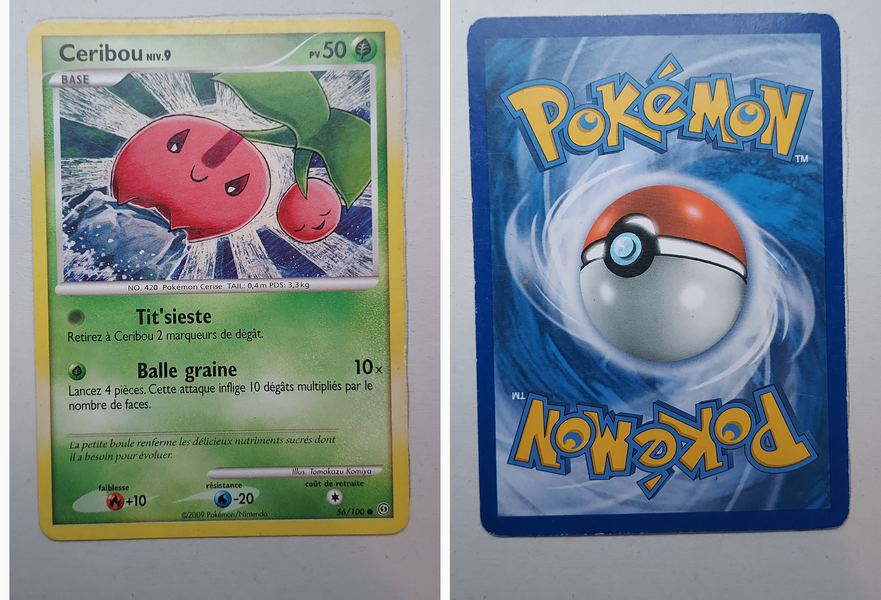 Ceribou NIV.9
PV 50
BASE
NO. 420 Pokémon Cerise TAIL: 0,4m PDS: 3,3kg
Tit'sieste
Retirez à Ceribou 2 marqueurs de dégât.
Balle graine 10x
Lancez 4 pièces. Cette attaque inflige 10 dégâts multipliés par le
nombre de faces.
La petite boule renferme les délicieux nutriments sucrés dont
il a besoin pour évoluer.
Illus. Tomokazu Komiya
faiblesse résistance coût de retraite
+10 -20
©2009 Pokémon/Nintendo. 56/100
POKéMON
TM
TM
POKéMON